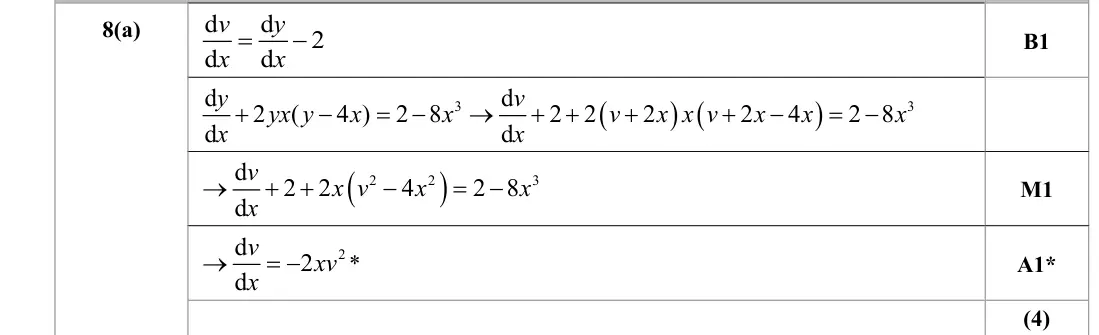 8(a) dv/dx = dy/dx − 2 B1
dy/dx + 2yx(y − 4x) = 2 − 8x³ → dv/dx + 2 + 2(v + 2x)x(v + 2x − 4x) = 2 − 8x³
→ dv/dx + 2 + 2x(v² − 4x²) = 2 − 8x³ M1
→ dv/dx = −2xv² * A1*
(4)